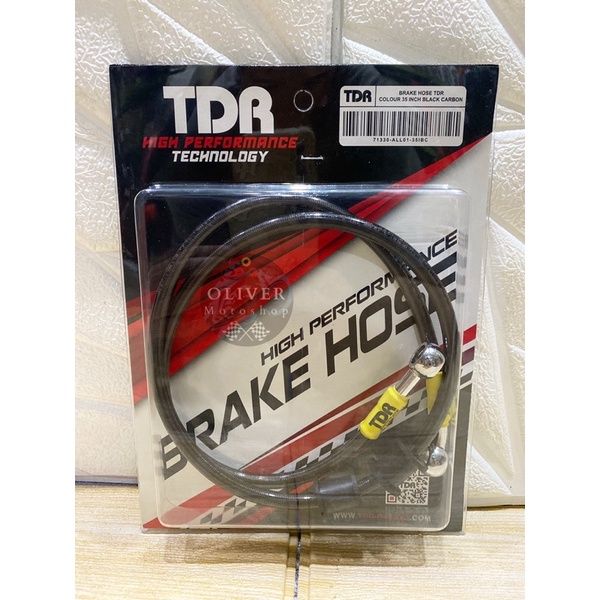 TDR
HIGH PERFORMANCE
TECHNOLOGY
TDR
BRAKE HOSE TDR
COLOUR 35 INCH BLACK CARBON
71330-ALL01-35IBC
OLIVER
Motoshop
HIGH PERFORMANCE
BRAKE HOSE
TDR
TDR